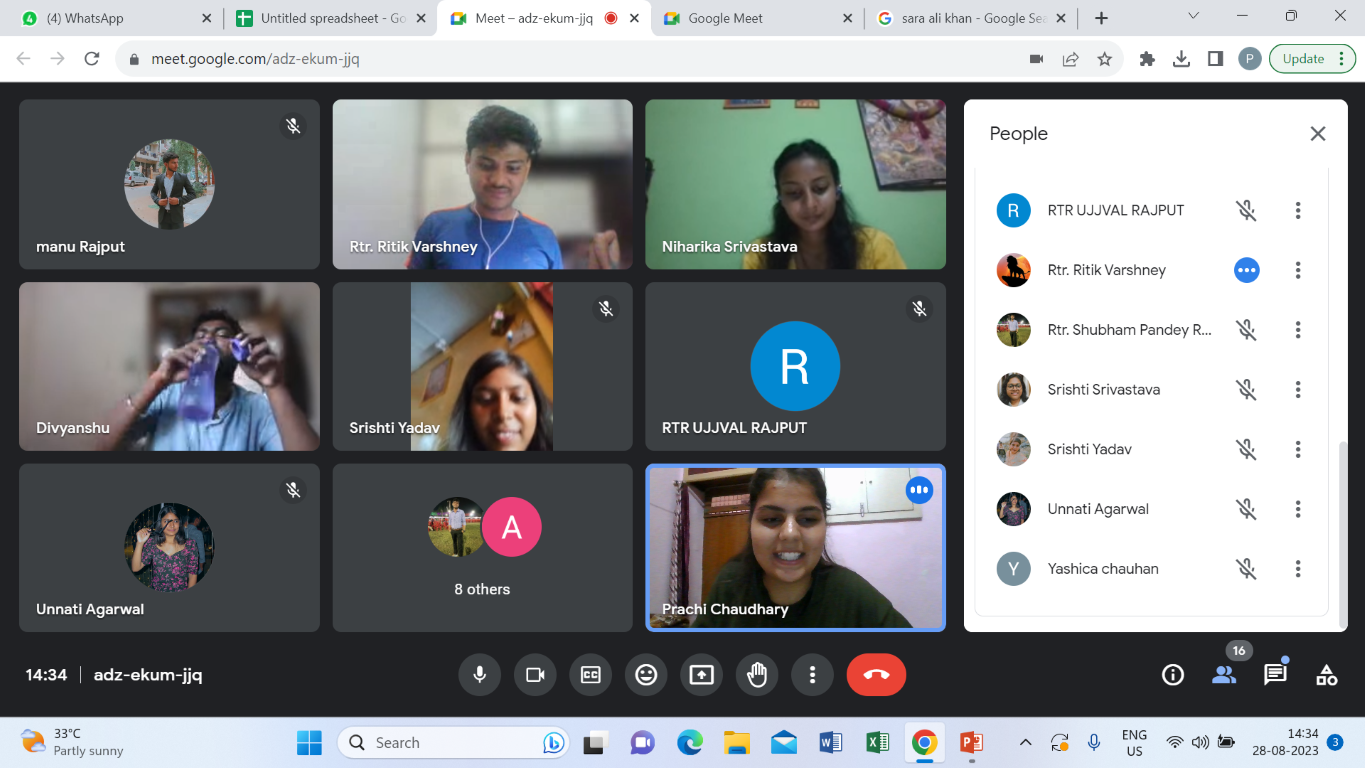 (4) WhatsApp
Untitled spreadsheet - Go
Meet – adz-ekum-jjq
Google Meet
sara ali khan - Google Sea
meet.google.com/adz-ekum-jjq
P
Update
manu Rajput
Rtr. Ritik Varshney
Niharika Srivastava
Divyanshu
Srishti Yadav
R
RTR UJJVAL RAJPUT
Unnati Agarwal
A
8 others
Prachi Chaudhary
People
R
RTR UJJVAL RAJPUT
Rtr. Ritik Varshney
Rtr. Shubham Pandey R...
Srishti Srivastava
Srishti Yadav
Unnati Agarwal
Y
Yashica chauhan
14:34
adz-ekum-jjq
CC
16
33°C
Partly sunny
Search
ENG
US
14:34
28-08-2023
3